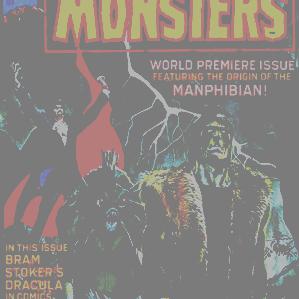 MONSTERS
WORLD PREMIERE ISSUE
FEATURING THE ORIGIN OF THE
MANPHIBIAN!
IN THIS ISSUE
BRAM
STOKER'S
DRACULA
IN COMICS